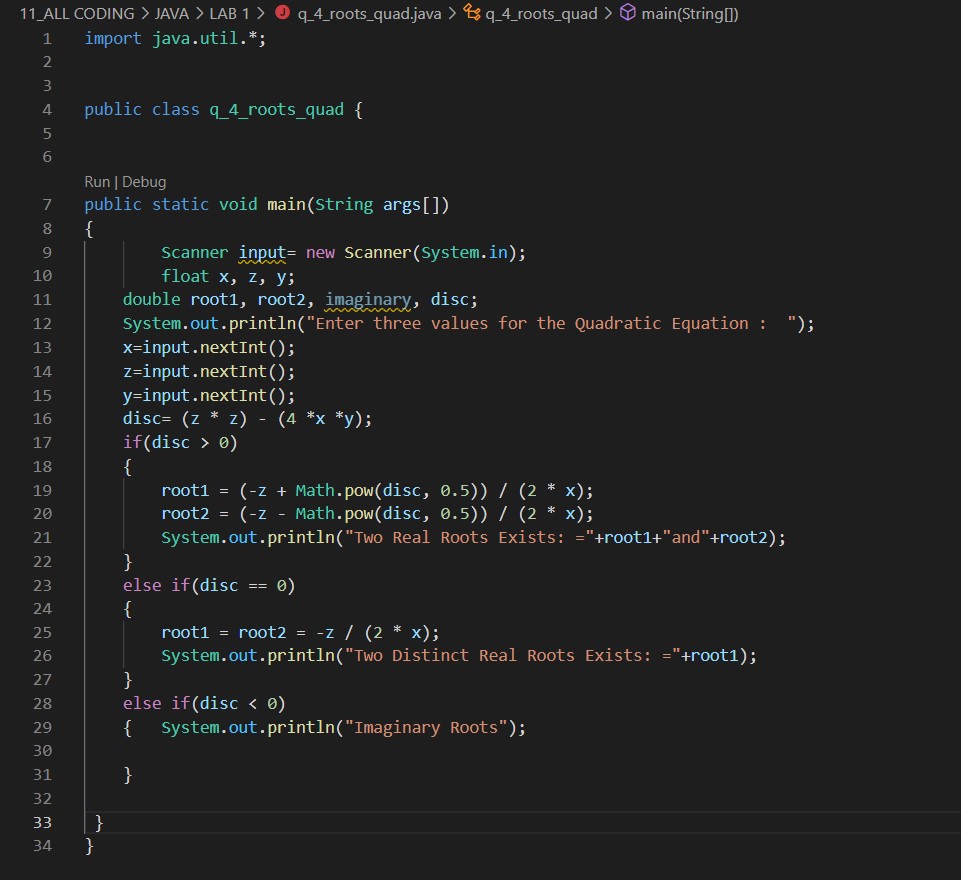 11_ALL CODING > JAVA > LAB 1 > J q_4_roots_quad.java > q_4_roots_quad > main(String[])
1 import java.util.*;
2
3
4 public class q_4_roots_quad {
5
6
Run | Debug
7 public static void main(String args[])
8 {
9 Scanner input= new Scanner(System.in);
10 float x, z, y;
11 double root1, root2, imaginary, disc;
12 System.out.println("Enter three values for the Quadratic Equation :  ");
13 x=input.nextInt();
14 z=input.nextInt();
15 y=input.nextInt();
16 disc= (z * z) - (4 *x *y);
17 if(disc > 0)
18 {
19 root1 = (-z + Math.pow(disc, 0.5)) / (2 * x);
20 root2 = (-z - Math.pow(disc, 0.5)) / (2 * x);
21 System.out.println("Two Real Roots Exists: ="+root1+"and"+root2);
22 }
23 else if(disc == 0)
24 {
25 root1 = root2 = -z / (2 * x);
26 System.out.println("Two Distinct Real Roots Exists: ="+root1);
27 }
28 else if(disc < 0)
29 {   System.out.println("Imaginary Roots");
30
31 }
32
33 }
34 }